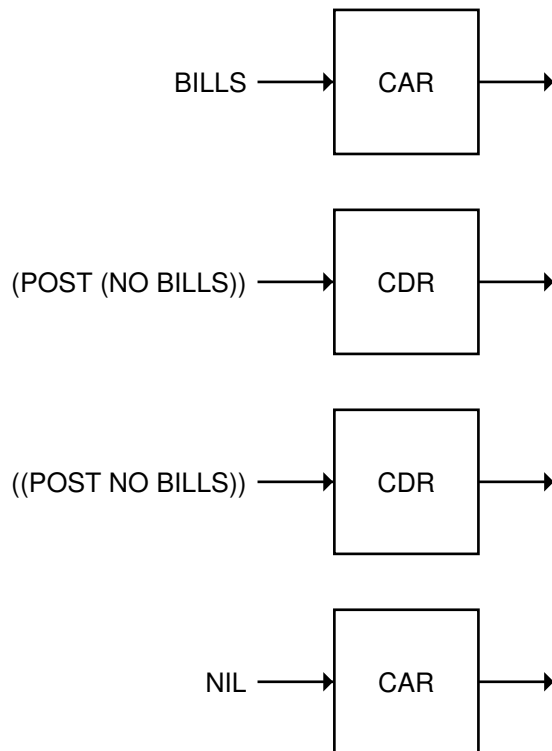 BILLS CAR
(POST (NO BILLS)) CDR
((POST NO BILLS)) CDR
NIL CAR